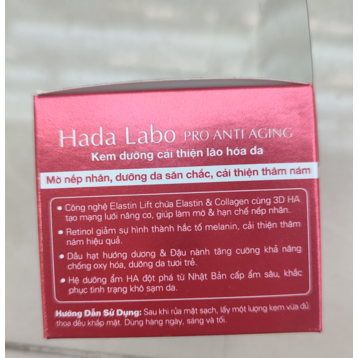 Hada Labo PRO ANTI AGING
Kem dưỡng cải thiện lão hóa da
Mờ nếp nhăn, dưỡng da săn chắc, cải thiện thâm nám
• Công nghệ Elastin Lift chứa Elastin & Collagen cùng 3D HA
tạo mạng lưới nâng cơ, giúp làm mờ & hạn chế nếp nhăn.
• Retinol giảm sự hình thành hắc tố melanin, cải thiện thâm
nám hiệu quả.
• Dầu hạt hướng dương & Đậu nành tăng cường khả năng
chống oxy hóa, dưỡng da tươi trẻ.
• Hệ dưỡng ẩm HA đột phá từ Nhật Bản cấp ẩm sâu, khắc
phục tình trạng khô sạm da.
Hướng Dẫn Sử Dụng: Sau khi rửa mặt sạch, lấy một lượng kem vừa đủ
thoa đều khắp mặt. Dùng hàng ngày, sáng và tối.